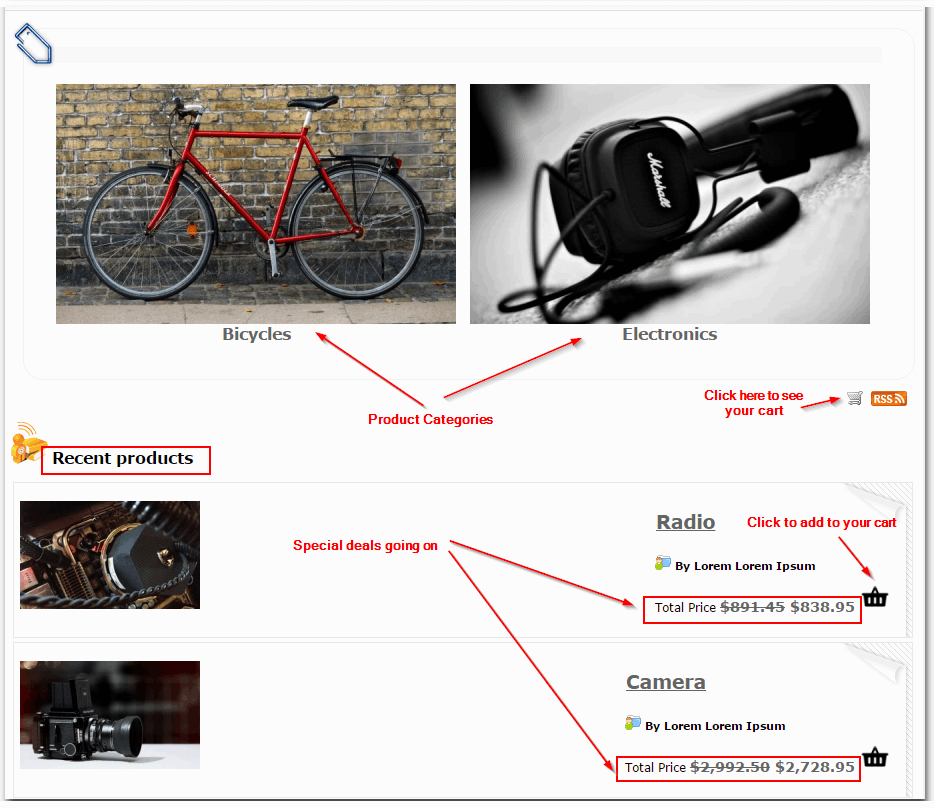 Marshall
Bicycles
Electronics
Product Categories
Click here to see
your cart
RSS
Recent products
Radio
Click to add to your cart
Special deals going on
By Lorem Lorem Ipsum
Total Price $891.45 $838.95
Camera
By Lorem Lorem Ipsum
Total Price $2,992.50 $2,728.95